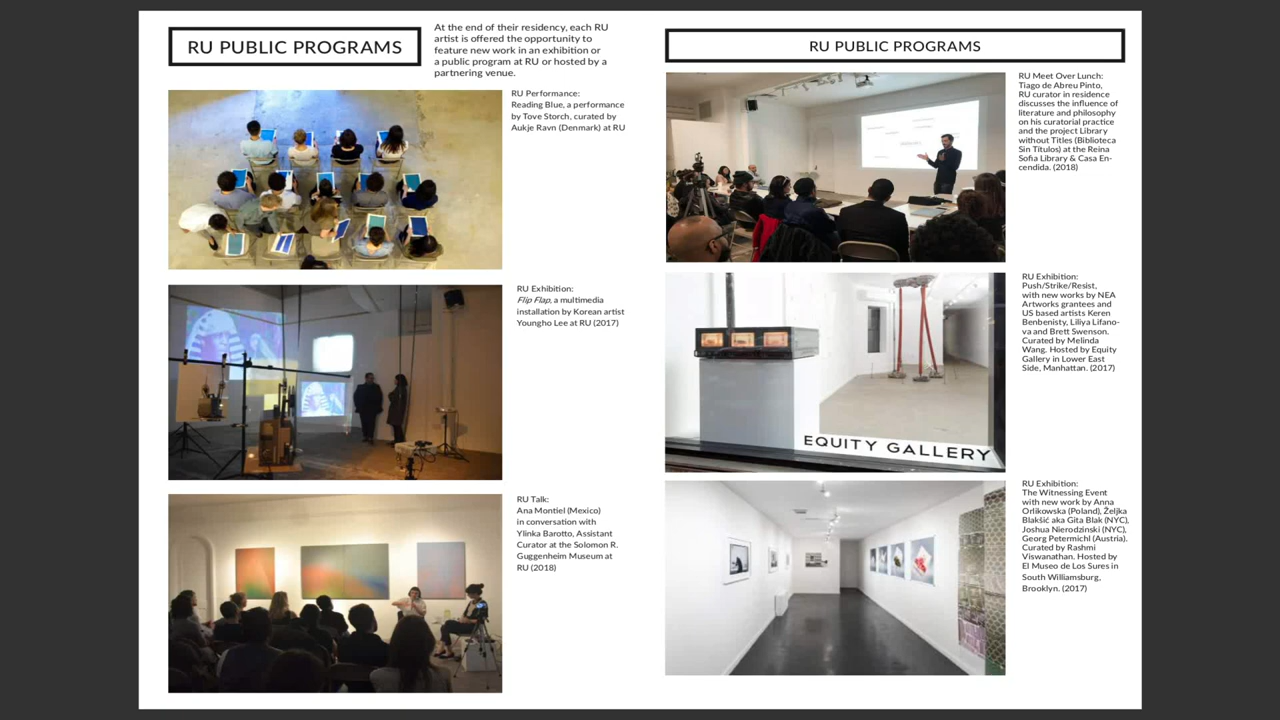 RU PUBLIC PROGRAMS
At the end of their residency, each RU
artist is offered the opportunity to
feature new work in an exhibition or
a public program at RU or hosted by a
partnering venue.
RU Performance:
Reading Blue, a performance
by Tove Storch, curated by
Aukje Ravn (Denmark) at RU
RU Exhibition:
Flip Flap, a multimedia
installation by Korean artist
Youngho Lee at RU (2017)
RU Talk:
Ana Montiel (Mexico)
in conversation with
Ylinka Barotto, Assistant
Curator at the Solomon R.
Guggenheim Museum at
RU (2018)
RU PUBLIC PROGRAMS
RU Meet Over Lunch:
Tiago de Abreu Pinto,
RU curator in residence
discusses the influence of
literature and philosophy
on his curatorial practice
and the project Library
without Titles (Biblioteca
Sin Títulos) at the Reina
Sofia Library & Casa En-
cendida. (2018)
RU Exhibition:
Push/Strike/Resist,
with new works by NEA
Artworks grantees and
US based artists Keren
Benbenisty, Liliya Lifano-
va and Brett Swenson.
Curated by Melinda
Wang. Hosted by Equity
Gallery in Lower East
Side, Manhattan. (2017)
EQUITY GALLERY
RU Exhibition:
The Witnessing Event
with new work by Anna
Orlikowska (Poland), Željka
Blakšić aka Gita Blak (NYC),
Joshua Nierodzinski (NYC),
Georg Petermichl (Austria).
Curated by Rashmi
Viswanathan. Hosted by
El Museo de Los Sures in
South Williamsburg,
Brooklyn. (2017)